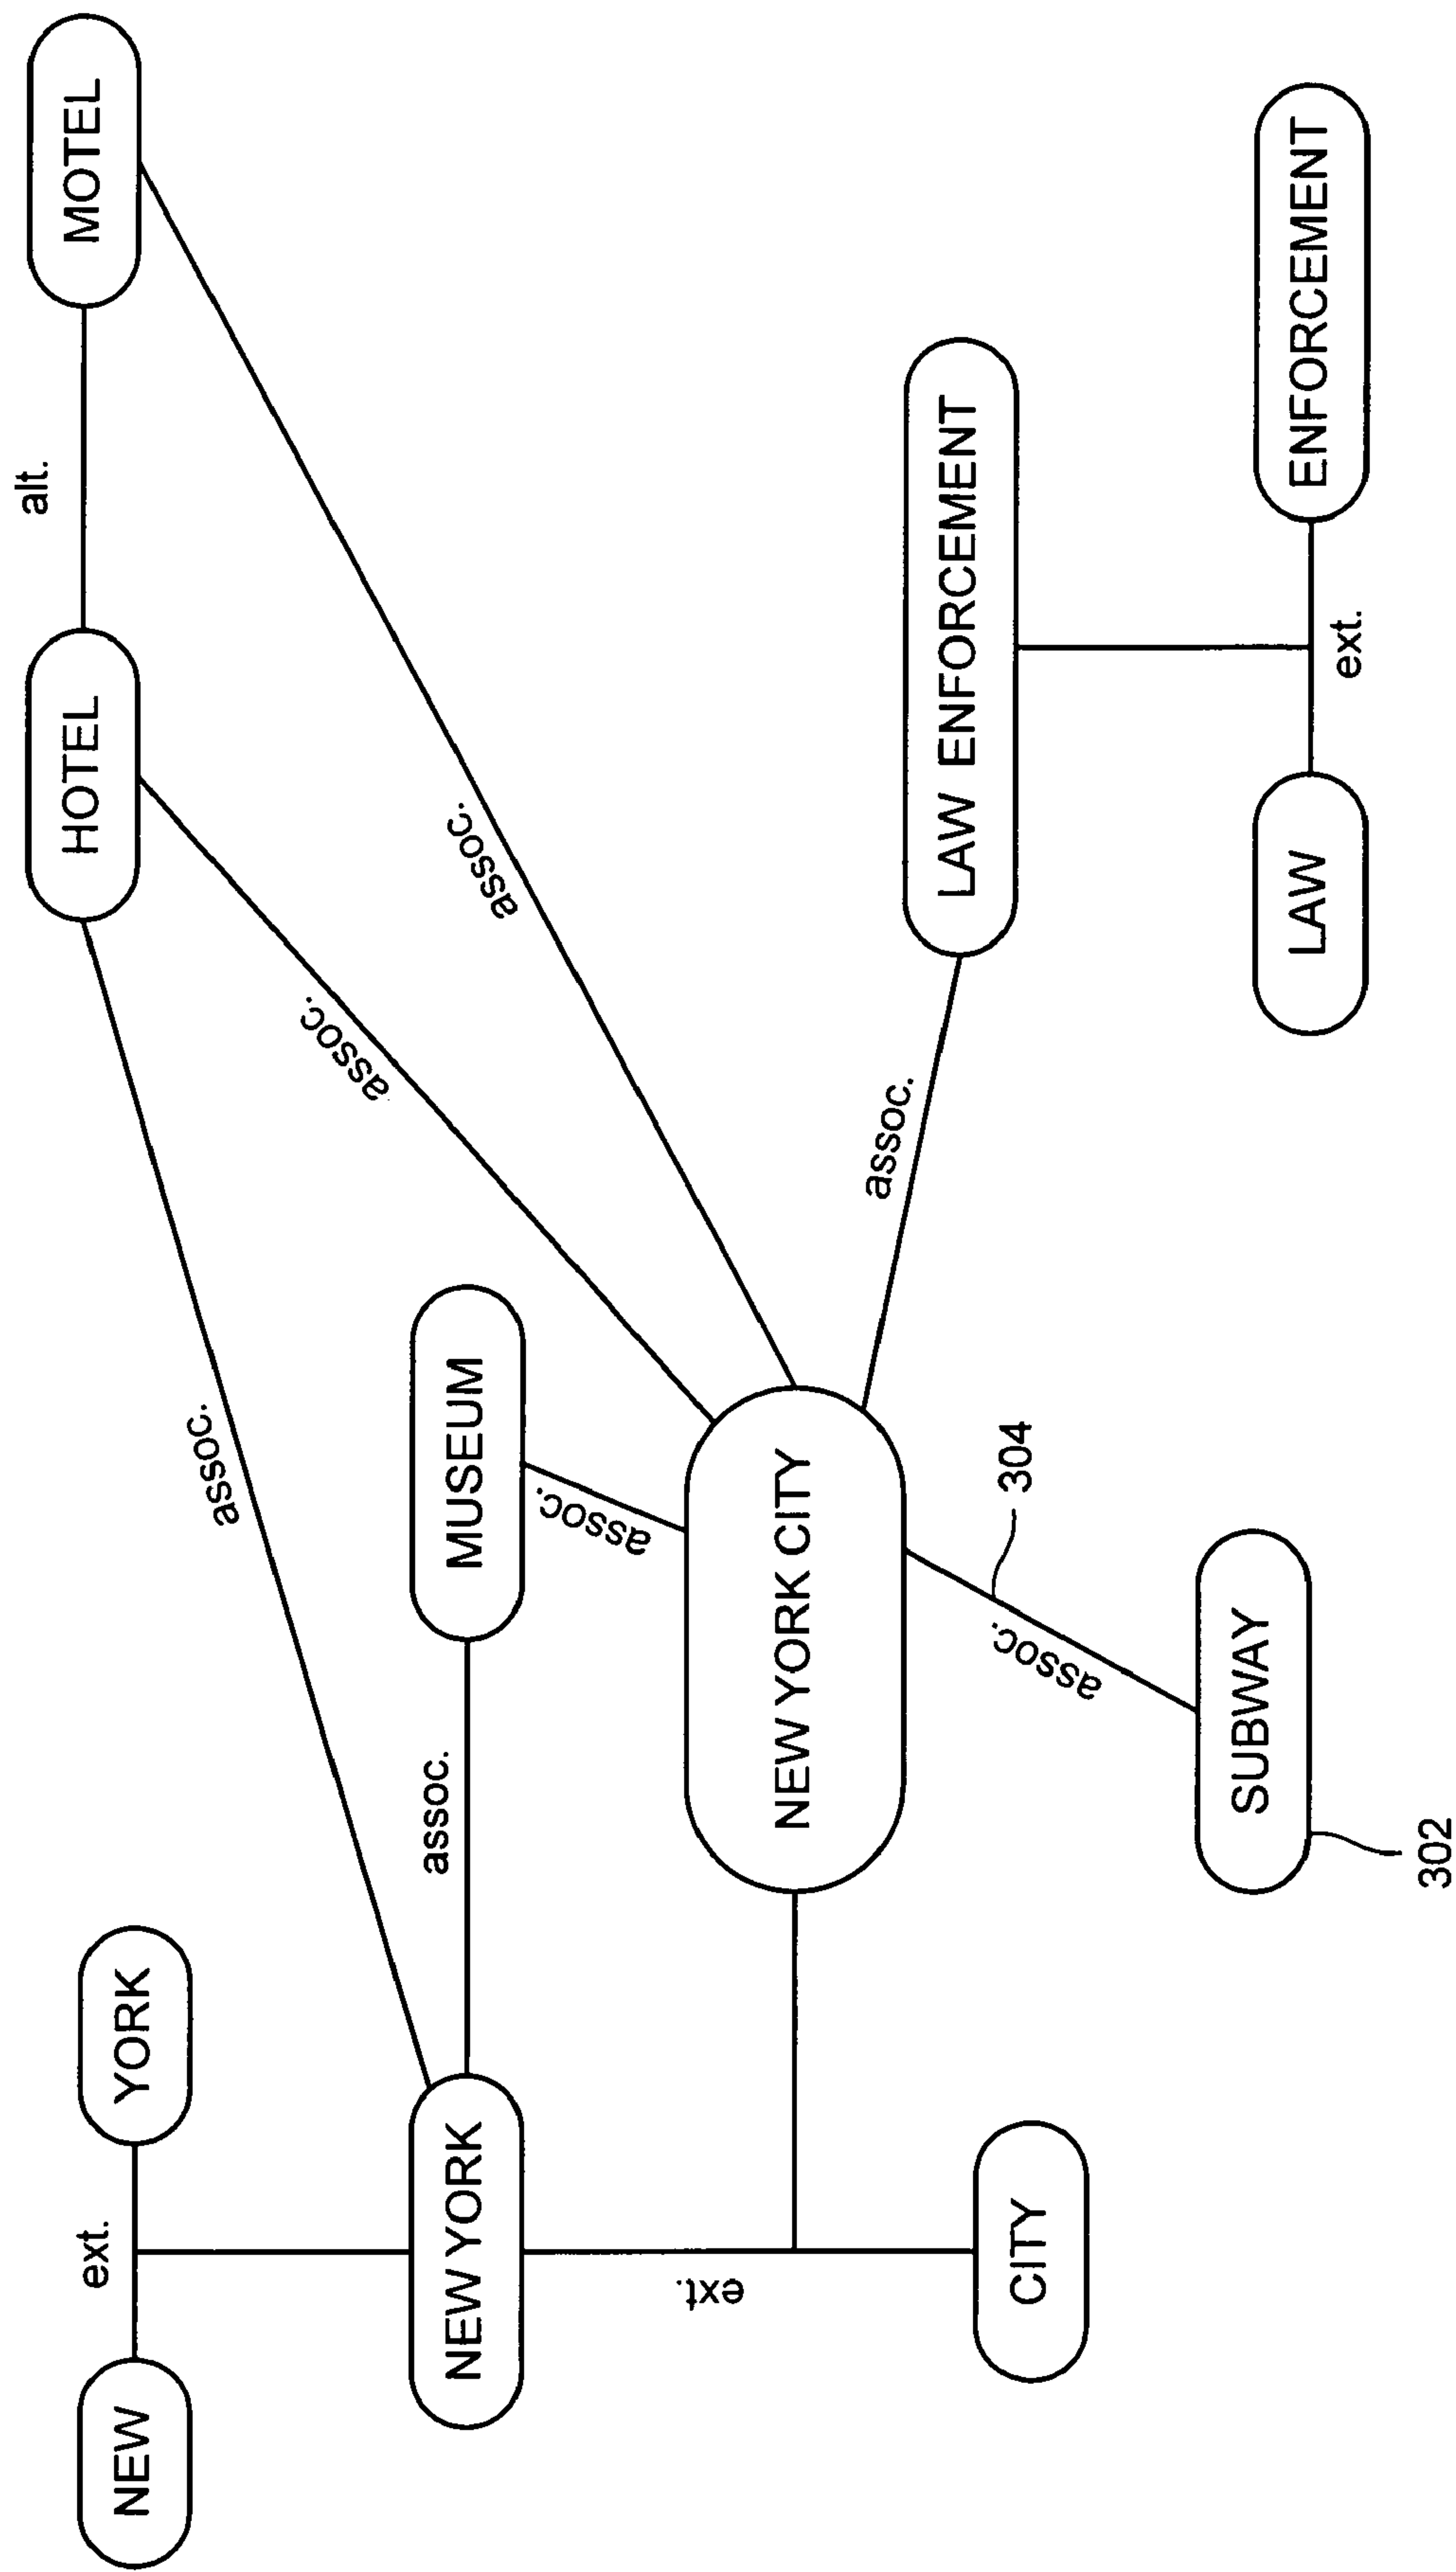 NEW
ext.
YORK
HOTEL
alt.
MOTEL
assoc.
assoc.
assoc.
NEW YORK
assoc.
MUSEUM
assoc.
ext.
NEW YORK CITY
assoc.
LAW ENFORCEMENT
CITY
assoc.
304
SUBWAY
302
LAW
ext.
ENFORCEMENT